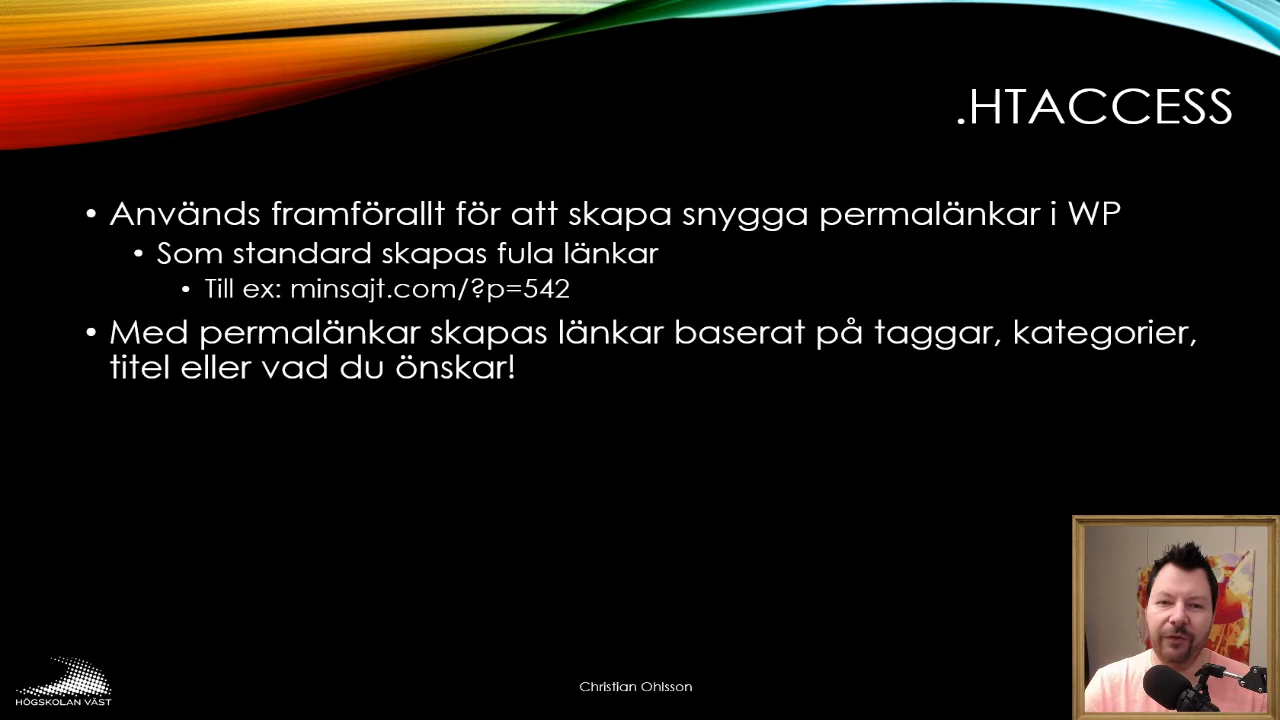 .HTACCESS
• Används framförallt för att skapa snygga permalänkar i WP
• Som standard skapas fula länkar
• Till ex: minsajt.com/?p=542
• Med permalänkar skapas länkar baserat på taggar, kategorier,
titel eller vad du önskar!
HÖGSKOLAN VÄST
Christian Ohlsson